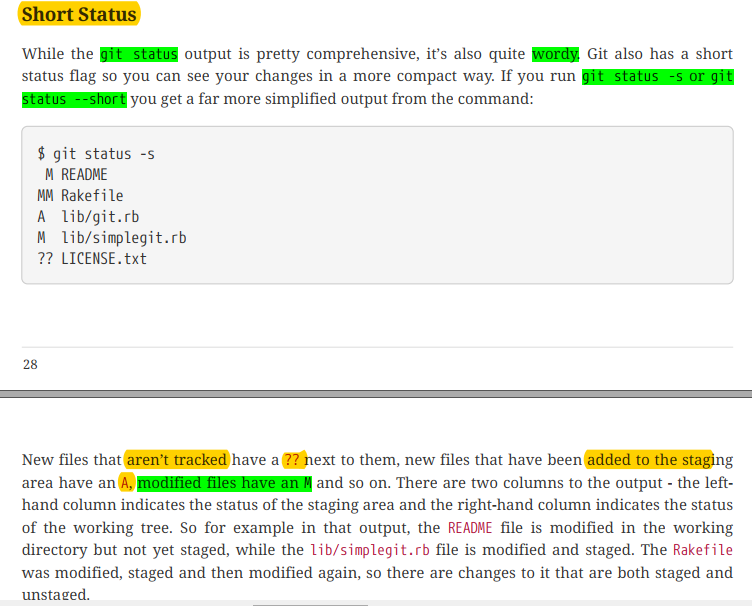 Short Status
While the git status output is pretty comprehensive, it’s also quite wordy. Git also has a short
status flag so you can see your changes in a more compact way. If you run git status -s or git
status --short you get a far more simplified output from the command:
$ git status -s
 M README
MM Rakefile
A  lib/git.rb
M  lib/simplegit.rb
?? LICENSE.txt
28
New files that aren’t tracked have a ?? next to them, new files that have been added to the staging
area have an A, modified files have an M and so on. There are two columns to the output - the left-
hand column indicates the status of the staging area and the right-hand column indicates the status
of the working tree. So for example in that output, the README file is modified in the working
directory but not yet staged, while the lib/simplegit.rb file is modified and staged. The Rakefile
was modified, staged and then modified again, so there are changes to it that are both staged and
unstaged.